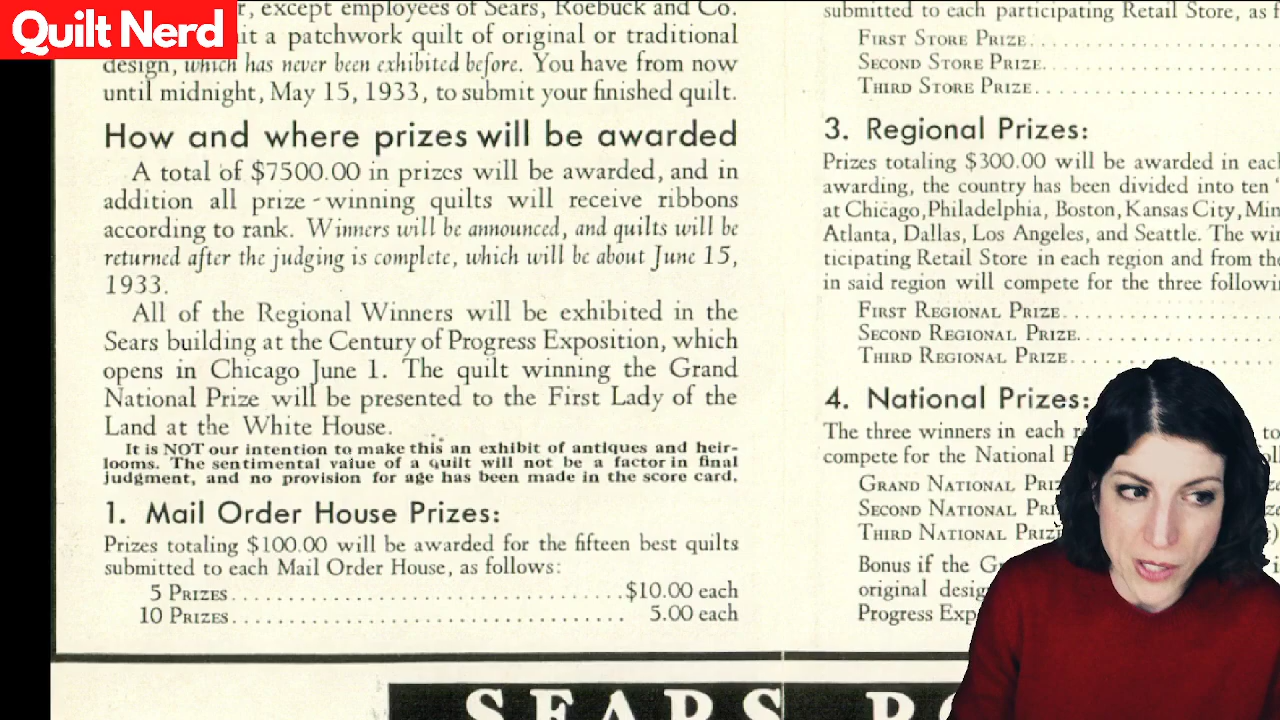 Quilt Nerd
r, except employees of Sears, Roebuck and Co.
it a patchwork quilt of original or traditional
design, which has never been exhibited before. You have from now
until midnight, May 15, 1933, to submit your finished quilt.
How and where prizes will be awarded
A total of $7500.00 in prizes will be awarded, and in
addition all prize-winning quilts will receive ribbons
according to rank. Winners will be announced, and quilts will be
returned after the judging is complete, which will be about June 15,
1933.
All of the Regional Winners will be exhibited in the
Sears building at the Century of Progress Exposition, which
opens in Chicago June 1. The quilt winning the Grand
National Prize will be presented to the First Lady of the
Land at the White House.
It is NOT our intention to make this an exhibit of antiques and heir-
looms. The sentimental value of a quilt will not be a factor in final
judgment, and no provision for age has been made in the score card.
1. Mail Order House Prizes:
Prizes totaling $100.00 will be awarded for the fifteen best quilts
submitted to each Mail Order House, as follows:
5 Prizes....................................................$10.00 each
10 Prizes.................................................... 5.00 each
submitted to each participating Retail Store, as f
First Store Prize..............................
Second Store Prize..............................
Third Store Prize..............................
3. Regional Prizes:
Prizes totaling $300.00 will be awarded in eac
awarding, the country has been divided into ten
at Chicago, Philadelphia, Boston, Kansas City, Min
Atlanta, Dallas, Los Angeles, and Seattle. The wi
ticipating Retail Store in each region and from the
in said region will compete for the three followi
First Regional Prize..............................
Second Regional Prize..............................
Third Regional Prize..............................
4. National Prizes:
The three winners in each to
compete for the National
Grand National
Second National
Third National
Bonus if the
original
Progress
SEARS